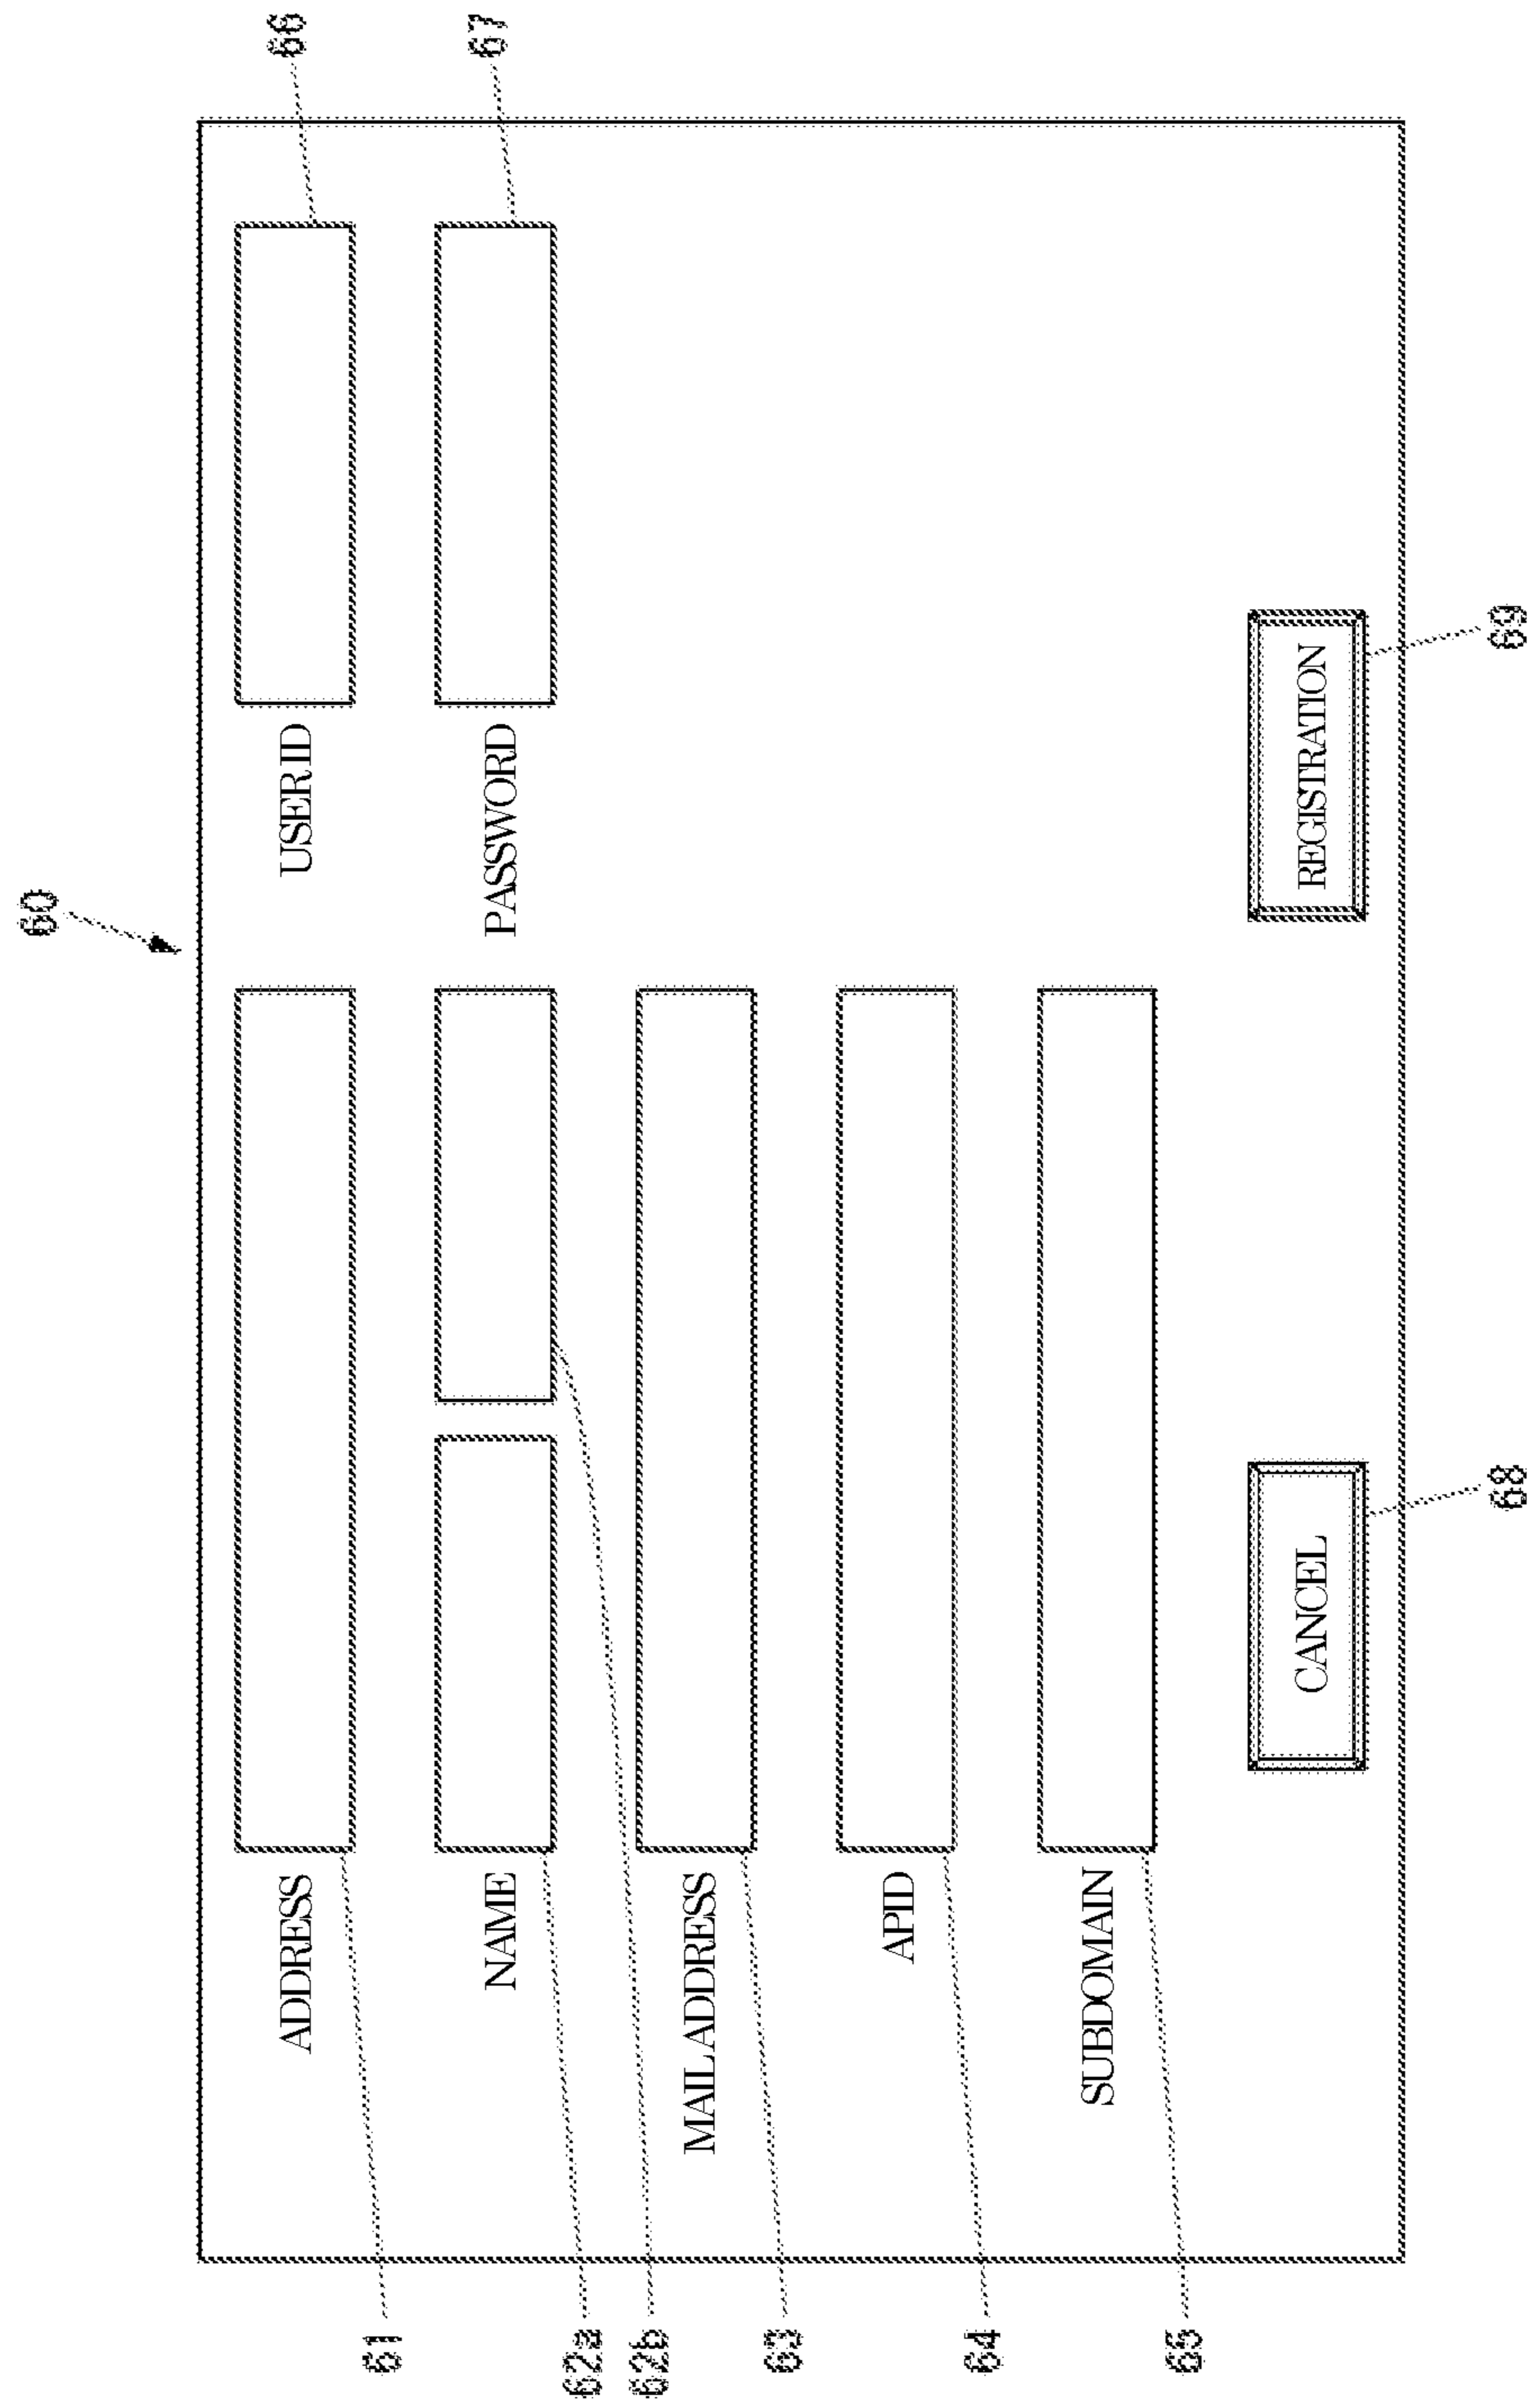 60
66
67
ADDRESS
USER ID
NAME
PASSWORD
MAIL ADDRESS
APID
SUBDOMAIN
CANCEL
REGISTRATION
61
62a
62b
63
64
65
68
69